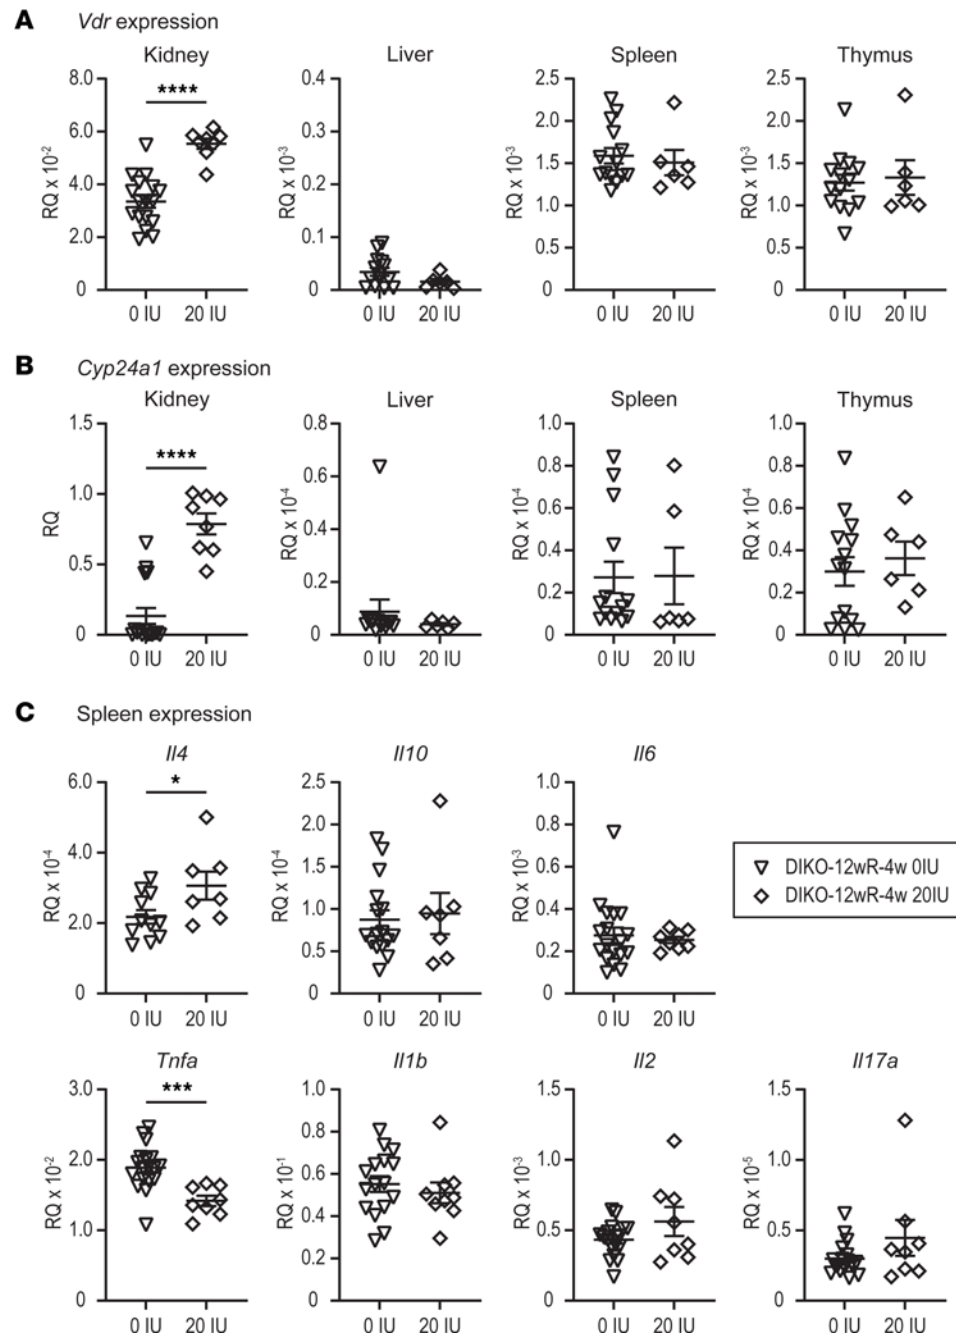 A Vdr expression
Kidney Liver Spleen Thymus
8.0 0.4 2.5 2.5
**** 
6.0 0.3 2.0 2.0
4.0 0.2 1.5 1.5
2.0 0.1 1.0 1.0
0.5 0.5
0 0 0 0
RQ x 10-2 RQ x 10-3 RQ x 10-3 RQ x 10-3
0 IU 20 IU 0 IU 20 IU 0 IU 20 IU 0 IU 20 IU
B Cyp24a1 expression
Kidney Liver Spleen Thymus
1.5 0.8 1.0 1.0
****
1.0 0.6 0.8 0.8
0.4 0.6 0.6
0.5 0.2 0.4 0.4
0.2 0.2
0 0 0 0
RQ RQ x 10-4 RQ x 10-4 RQ x 10-4
0 IU 20 IU 0 IU 20 IU 0 IU 20 IU 0 IU 20 IU
C Spleen expression
Il4 Il10 Il6
6.0 2.5 1.0
*
4.0 2.0 0.8
1.5 0.6
2.0 1.0 0.4
0.5 0.2
0 0 0
RQ x 10-4 RQ x 10-4 RQ x 10-3
0 IU 20 IU 0 IU 20 IU 0 IU 20 IU
DIKO-12wR-4w 0IU
DIKO-12wR-4w 20IU
Tnfa Il1b Il2 Il17a
3.0 1.0 1.5 1.5
***
2.0 0.8 1.0 1.0
0.6
1.0 0.4 0.5 0.5
0.2
0 0.1 0 0
RQ x 10-2 RQ x 10-1 RQ x 10-3 RQ x 10-5
0 IU 20 IU 0 IU 20 IU 0 IU 20 IU 0 IU 20 IU